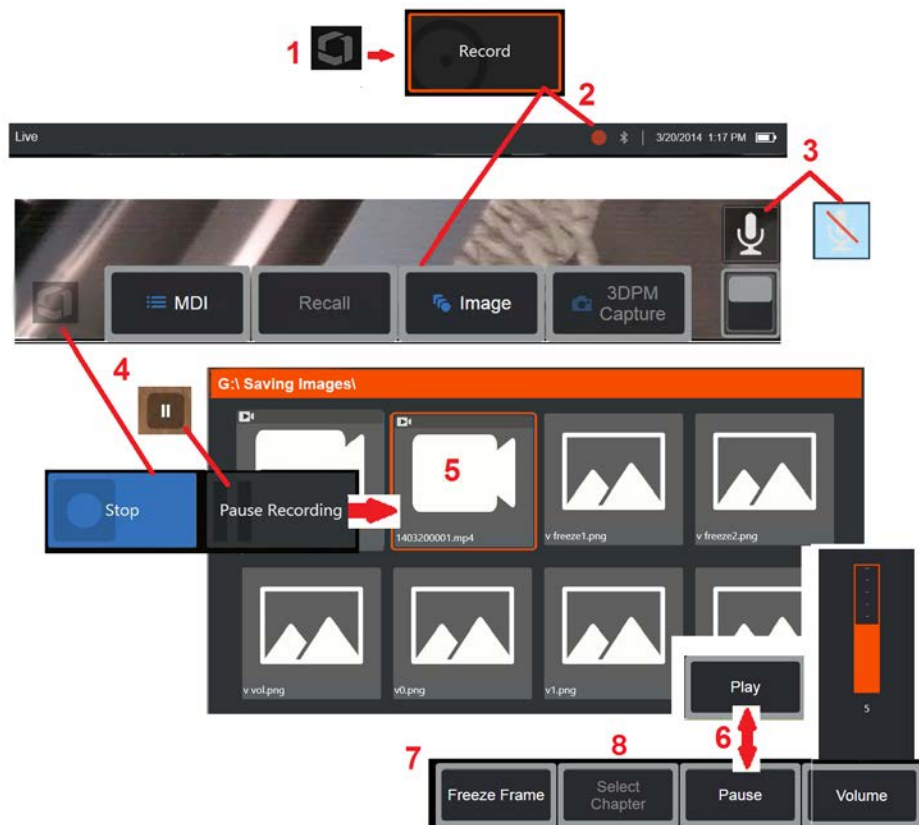 1
Record
2
Live
3/20/2014 1:17 PM
3
MDI
Recall
Image
3DPM
Capture
4
G:\ Saving Images\
5
Stop
Pause Recording
1403200001.mp4
v freeze1.png
v freeze2.png
v vol.png
v0.png
v1.png
Play
5
6
7
8
Freeze Frame
Select
Chapter
Pause
Volume